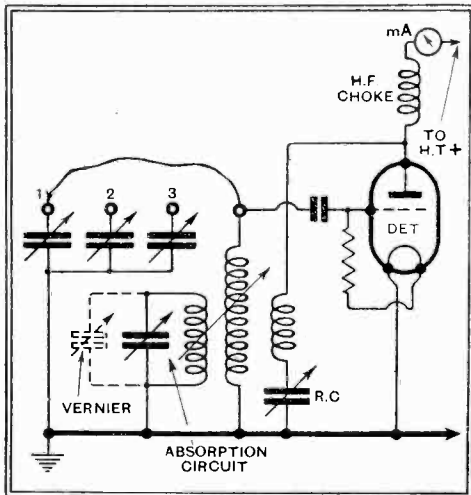 mA
H.F
CHOKE
TO
H.T+
1
2
3
DET
R.C
VERNIER
ABSORPTION
CIRCUIT